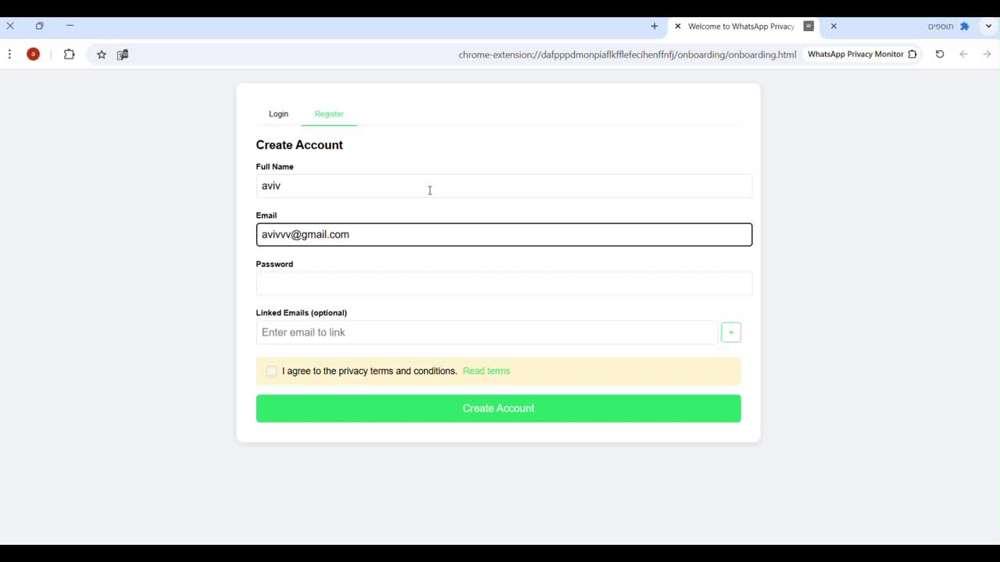 Welcome to WhatsApp Privacy
W
תוספים
a
chrome-extension://dafpppdmonpiaflkfflefecihenffnfj/onboarding/onboarding.html
WhatsApp Privacy Monitor
Login
Register
Create Account
Full Name
aviv
Email
avivvv@gmail.com
Password
Linked Emails (optional)
Enter email to link
+
I agree to the privacy terms and conditions. Read terms
Create Account